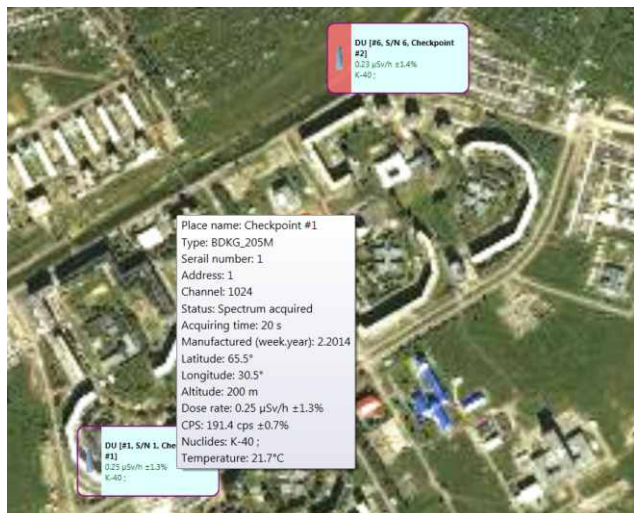 DU [#6, S/N 6, Checkpoint
#2]
0.23 µSv/h ±1.4%
K-40 ;
Place name: Checkpoint #1
Type: BDKG_205M
Serail number: 1
Address: 1
Channel: 1024
Status: Spectrum acquired
Acquiring time: 20 s
Manufactured (week.year): 2.2014
Latitude: 65.5°
Longitude: 30.5°
Altitude: 200 m
Dose rate: 0.25 µSv/h ±1.3%
CPS: 191.4 cps ±0.7%
Nuclides: K-40 ;
Temperature: 21.7°C
DU [#1, S/N 1, Che
#1]
0.25 µSv/h ±1.3%
K-40 ;